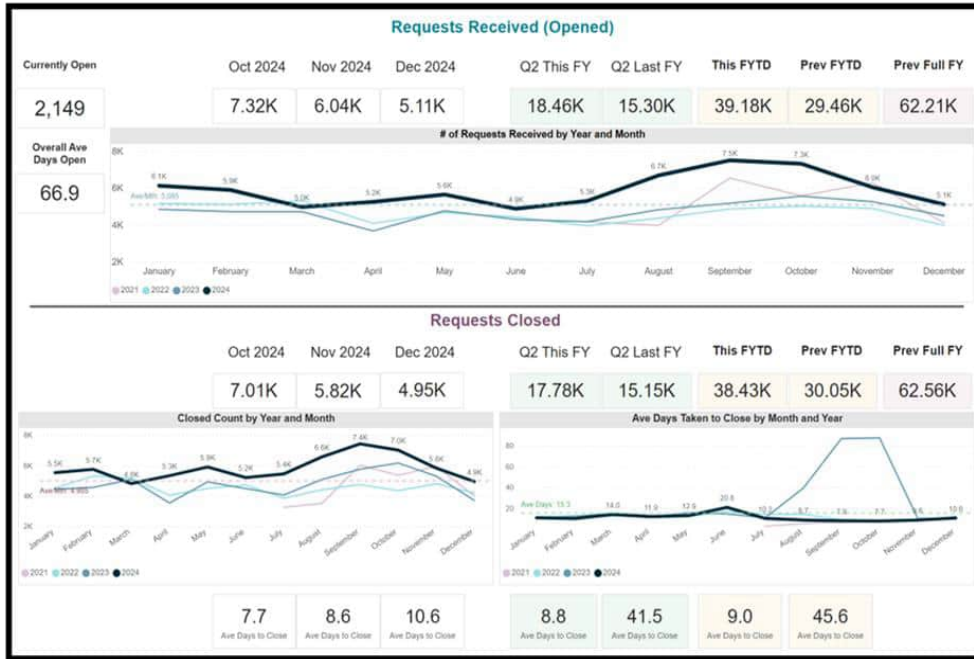 Requests Received (Opened)
Currently Open
Oct 2024 Nov 2024 Dec 2024 Q2 This FY Q2 Last FY This FYTD Prev FYTD Prev Full FY
2,149 7.32K 6.04K 5.11K 18.46K 15.30K 39.18K 29.46K 62.21K
Overall Ave
Days Open
66.9
# of Requests Received by Year and Month
8K
6K
4K
2K
6.1K 5.9K 5.0K 5.2K 5.6K 4.9K 5.3K 6.7K 7.5K 7.3K 6.0K 5.1K
January February March April May June July August September October November December
2021 2022 2023 2024
Requests Closed
Oct 2024 Nov 2024 Dec 2024 Q2 This FY Q2 Last FY This FYTD Prev FYTD Prev Full FY
7.01K 5.82K 4.95K 17.78K 15.15K 38.43K 30.05K 62.56K
Closed Count by Year and Month
8K
6K
4K
2K
5.5K 5.7K 4.8K 5.3K 5.9K 5.2K 5.4K 6.6K 7.4K 7.0K 5.8K 4.9K
January February March April May June July August September October November December
2021 2022 2023 2024
Ave Days Taken to Close by Month and Year
80
60
40
20
Ave Days: 15.3
14.0 11.9 12.9 20.8 7.7 10.6
January February March April May June July August September October November December
2021 2022 2023 2024
7.7 8.6 10.6 8.8 41.5 9.0 45.6
Ave Days to Close Ave Days to Close Ave Days to Close Ave Days to Close Ave Days to Close Ave Days to Close Ave Days to Close